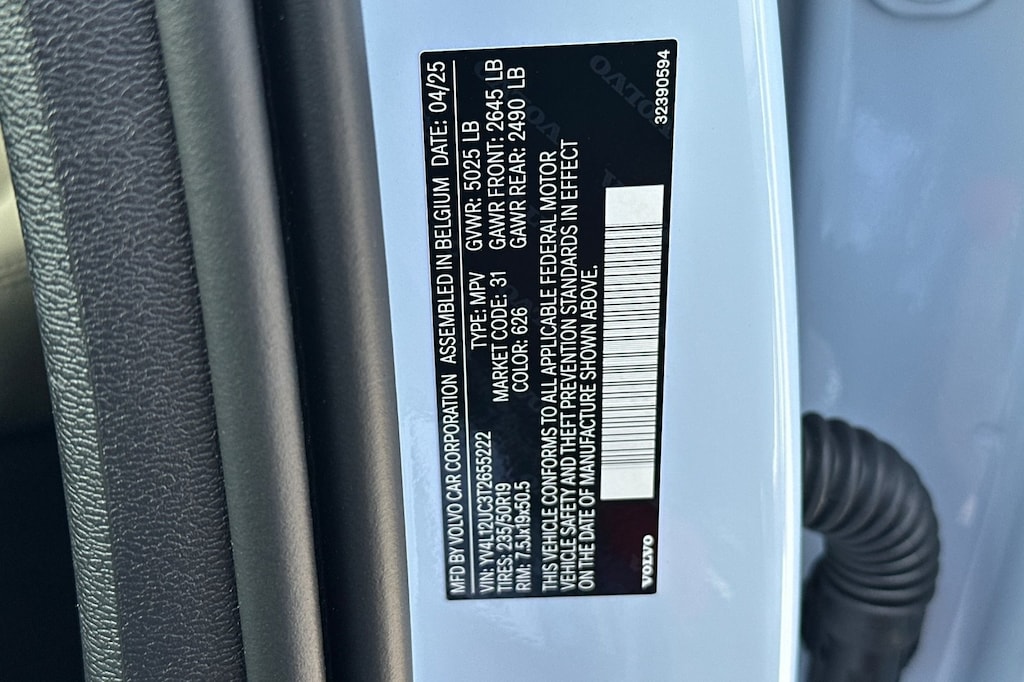 MFD BY VOLVO CAR CORPORATION ASSEMBLED IN BELGIUM DATE: 04/25
VIN: YV4L12UC3T2655222 TYPE: MPV GVWR: 5025 LB
TIRES: 235/50R19 MARKET CODE: 31 GAWR FRONT: 2645 LB
RIM: 7.5Jx19x50.5 COLOR: 626 GAWR REAR: 2490 LB
THIS VEHICLE CONFORMS TO ALL APPLICABLE FEDERAL MOTOR
VEHICLE SAFETY AND THEFT PREVENTION STANDARDS IN EFFECT
ON THE DATE OF MANUFACTURE SHOWN ABOVE.
VOLVO 32390594